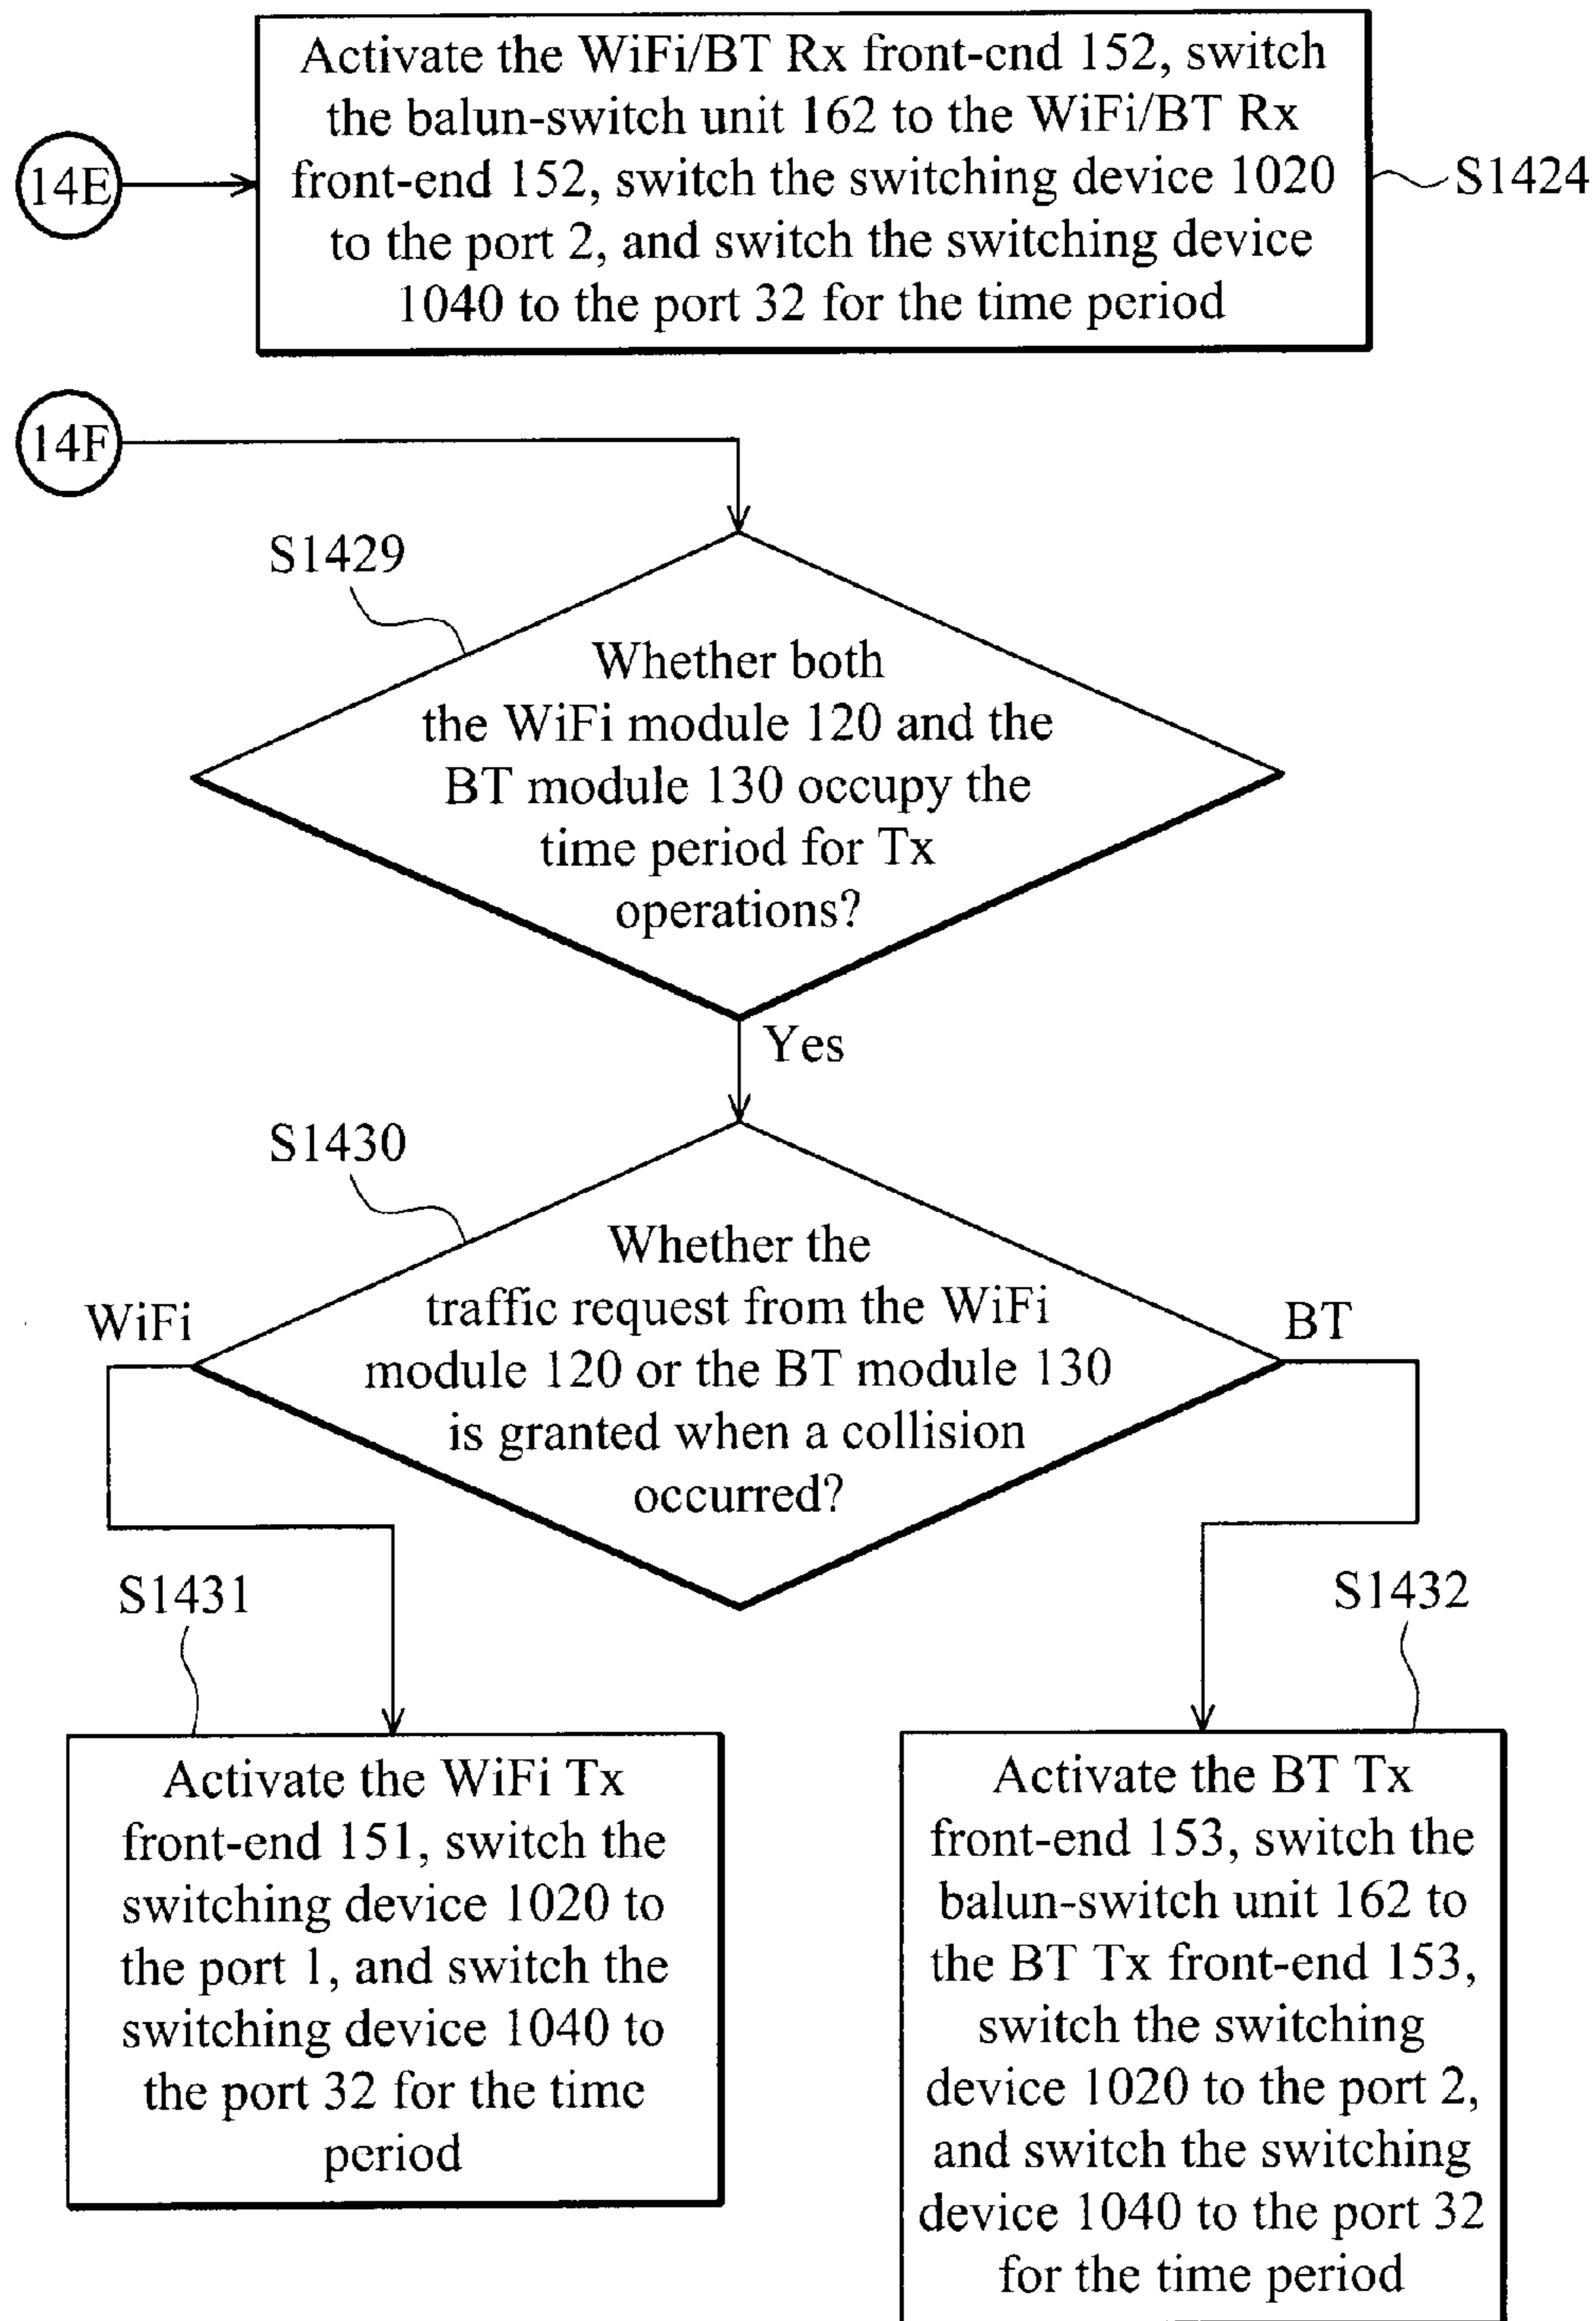 Activate the WiFi/BT Rx front-end 152, switch
the balun-switch unit 162 to the WiFi/BT Rx
front-end 152, switch the switching device 1020
to the port 2, and switch the switching device
1040 to the port 32 for the time period
14E
S1424
14F
S1429
Whether both
the WiFi module 120 and the
BT module 130 occupy the
time period for Tx
operations?
Yes
S1430
Whether the
traffic request from the WiFi
module 120 or the BT module 130
is granted when a collision
occurred?
WiFi
BT
S1431
S1432
Activate the WiFi Tx
front-end 151, switch the
switching device 1020 to
the port 1, and switch the
switching device 1040 to
the port 32 for the time
period
Activate the BT Tx
front-end 153, switch the
balun-switch unit 162 to
the BT Tx front-end 153,
switch the switching
device 1020 to the port 2,
and switch the switching
device 1040 to the port 32
for the time period